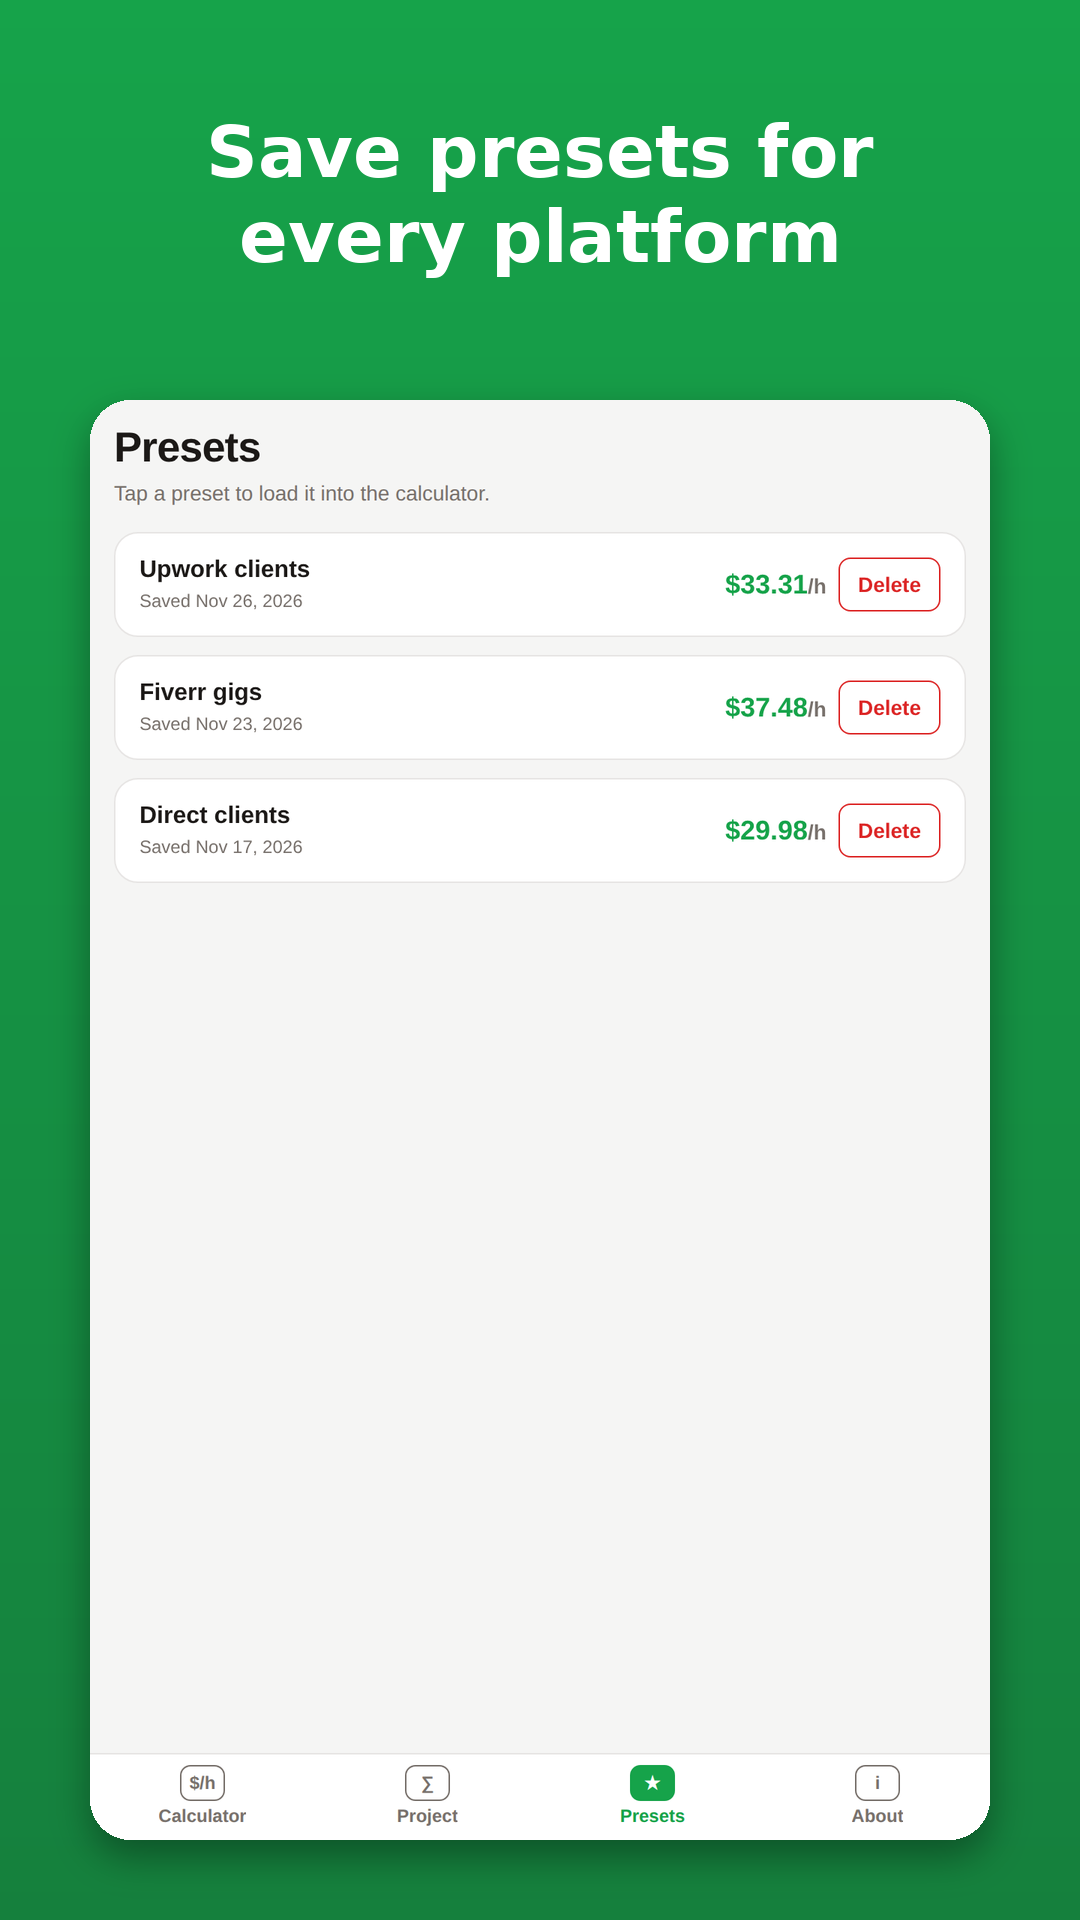 Save presets for
every platform
Presets
Tap a preset to load it into the calculator.
Upwork clients
Saved Nov 26, 2026
$33.31/h
Delete
Fiverr gigs
Saved Nov 23, 2026
$37.48/h
Delete
Direct clients
Saved Nov 17, 2026
$29.98/h
Delete
$/h
Calculator
∑
Project
★
Presets
i
About